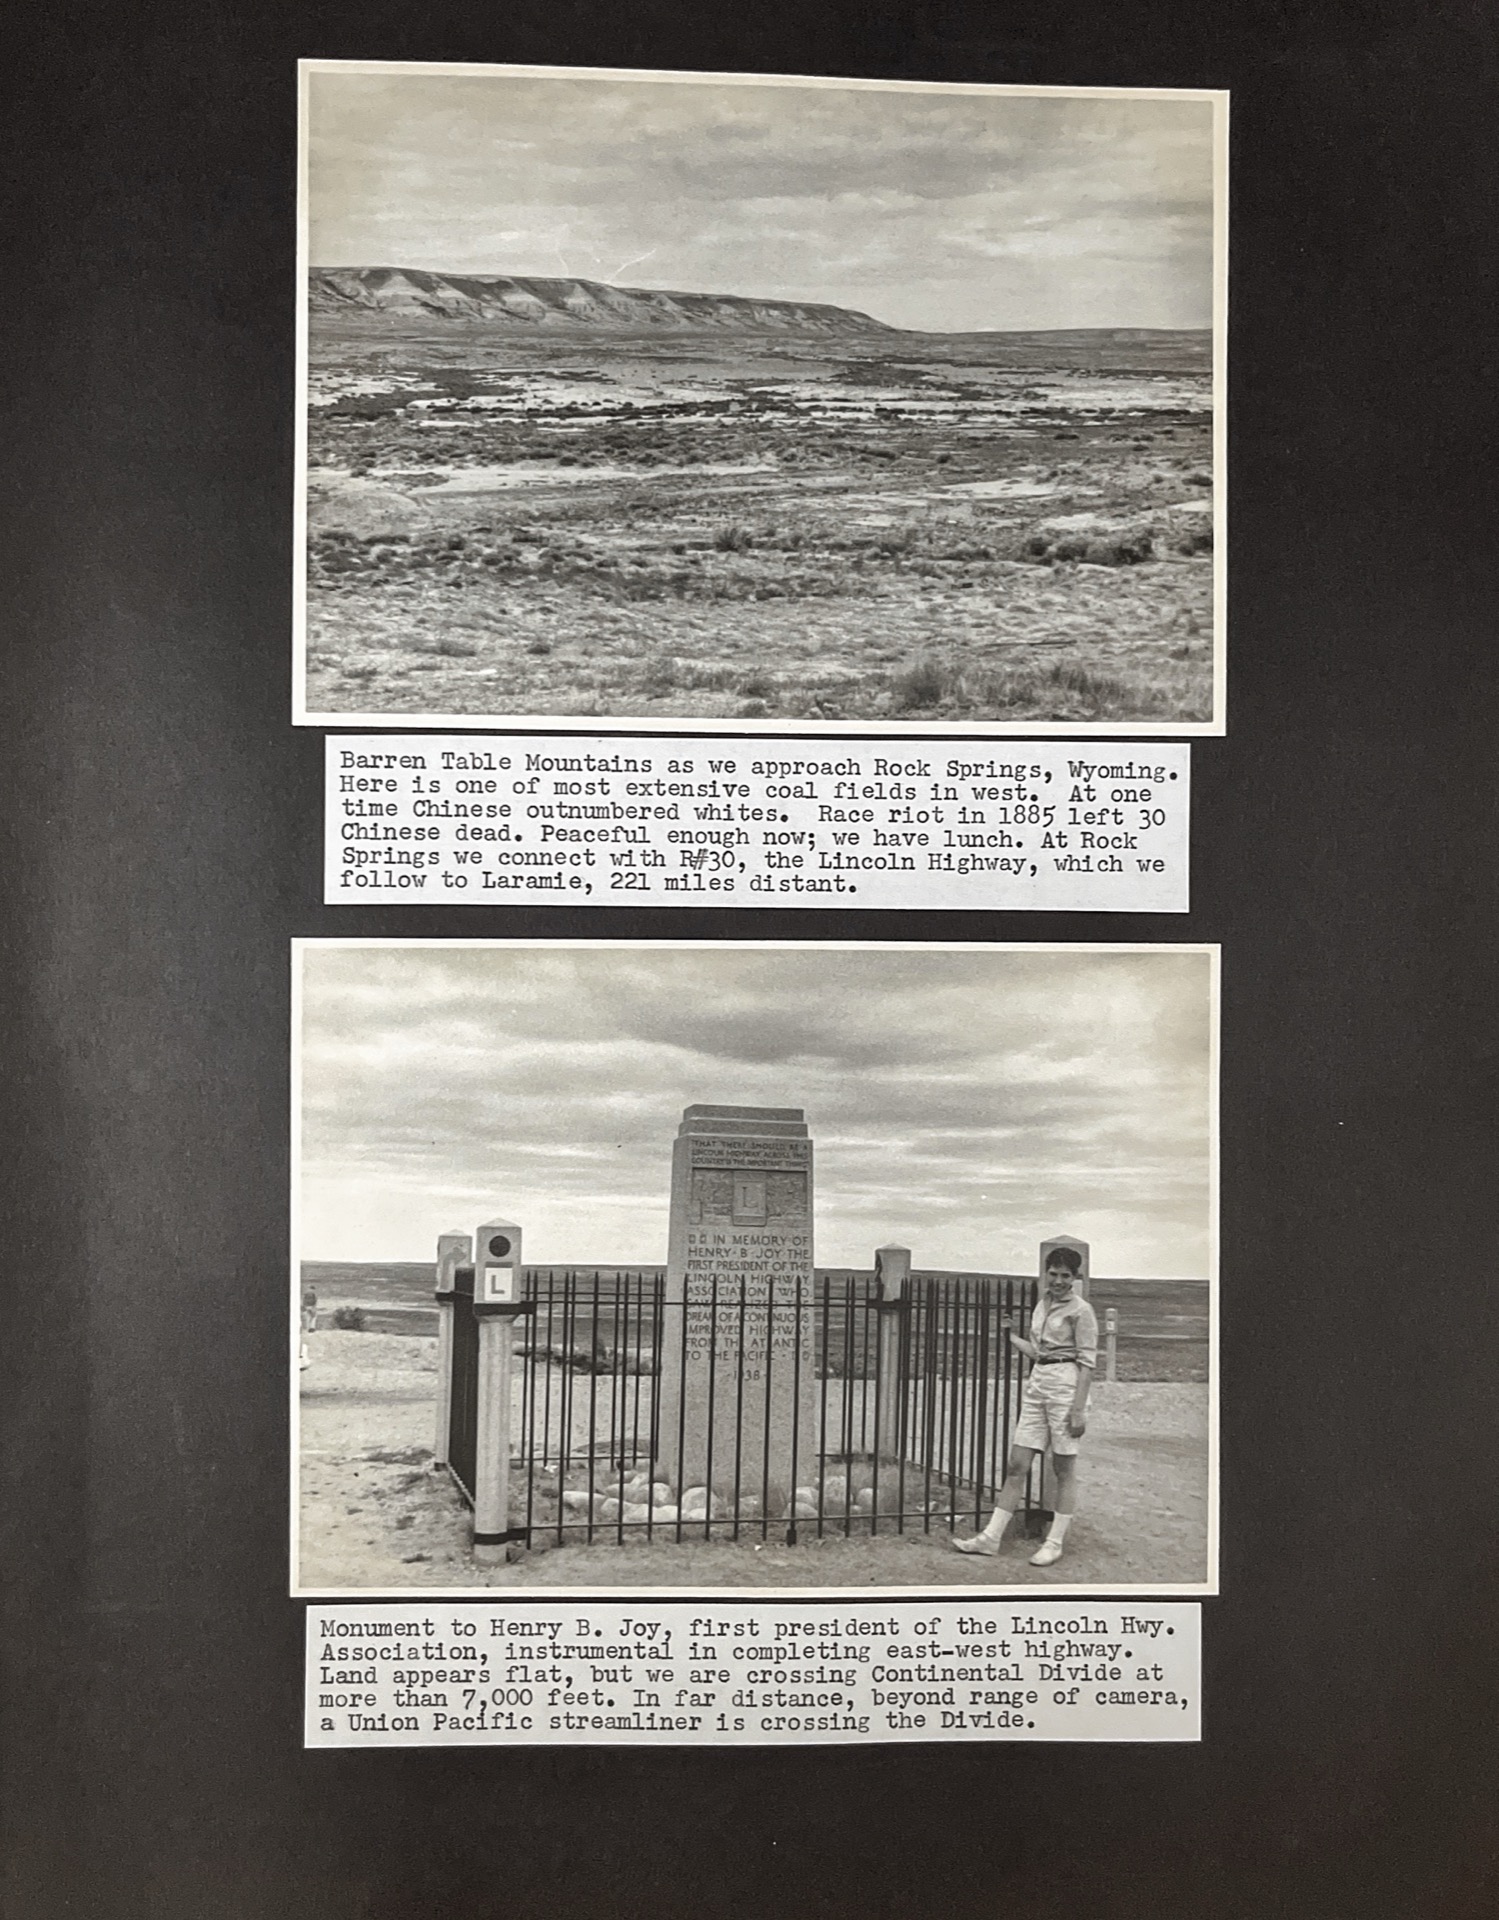 Barren Table Mountains as we approach Rock Springs, Wyoming.
Here is one of most extensive coal fields in west. At one
time Chinese outnumbered whites. Race riot in 1885 left 30
Chinese dead. Peaceful enough now; we have lunch. At Rock
Springs we connect with R#30, the Lincoln Highway, which we
follow to Laramie, 221 miles distant.
"THAT THERE SHOULD BE A
LINCOLN HIGHWAY ACROSS THIS
COUNTRY IS THE IMPORTANT THING"
L
IN MEMORY OF
HENRY · B · JOY THE
FIRST PRESIDENT OF THE
LINCOLN HIGHWAY
ASSOCIATION WHO
SAW REALIZED THE
DREAM OF A CONTINUOUS
IMPROVED HIGHWAY
FROM THE ATLANTIC
TO THE PACIFIC -
1938
L
Monument to Henry B. Joy, first president of the Lincoln Hwy.
Association, instrumental in completing east-west highway.
Land appears flat, but we are crossing Continental Divide at
more than 7,000 feet. In far distance, beyond range of camera,
a Union Pacific streamliner is crossing the Divide.